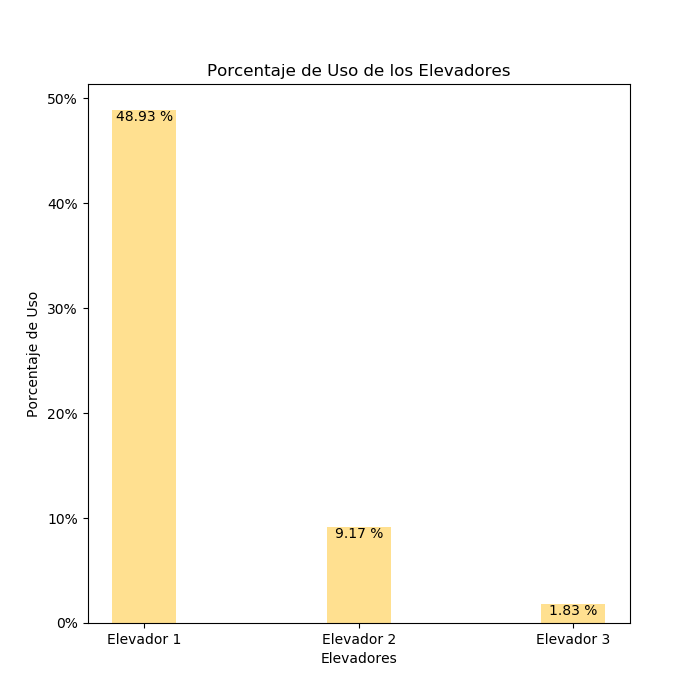 Porcentaje de Uso de los Elevadores
Porcentaje de Uso
50%
40%
30%
20%
10%
0%
48.93 %
9.17 %
1.83 %
Elevador 1
Elevador 2
Elevador 3
Elevadores